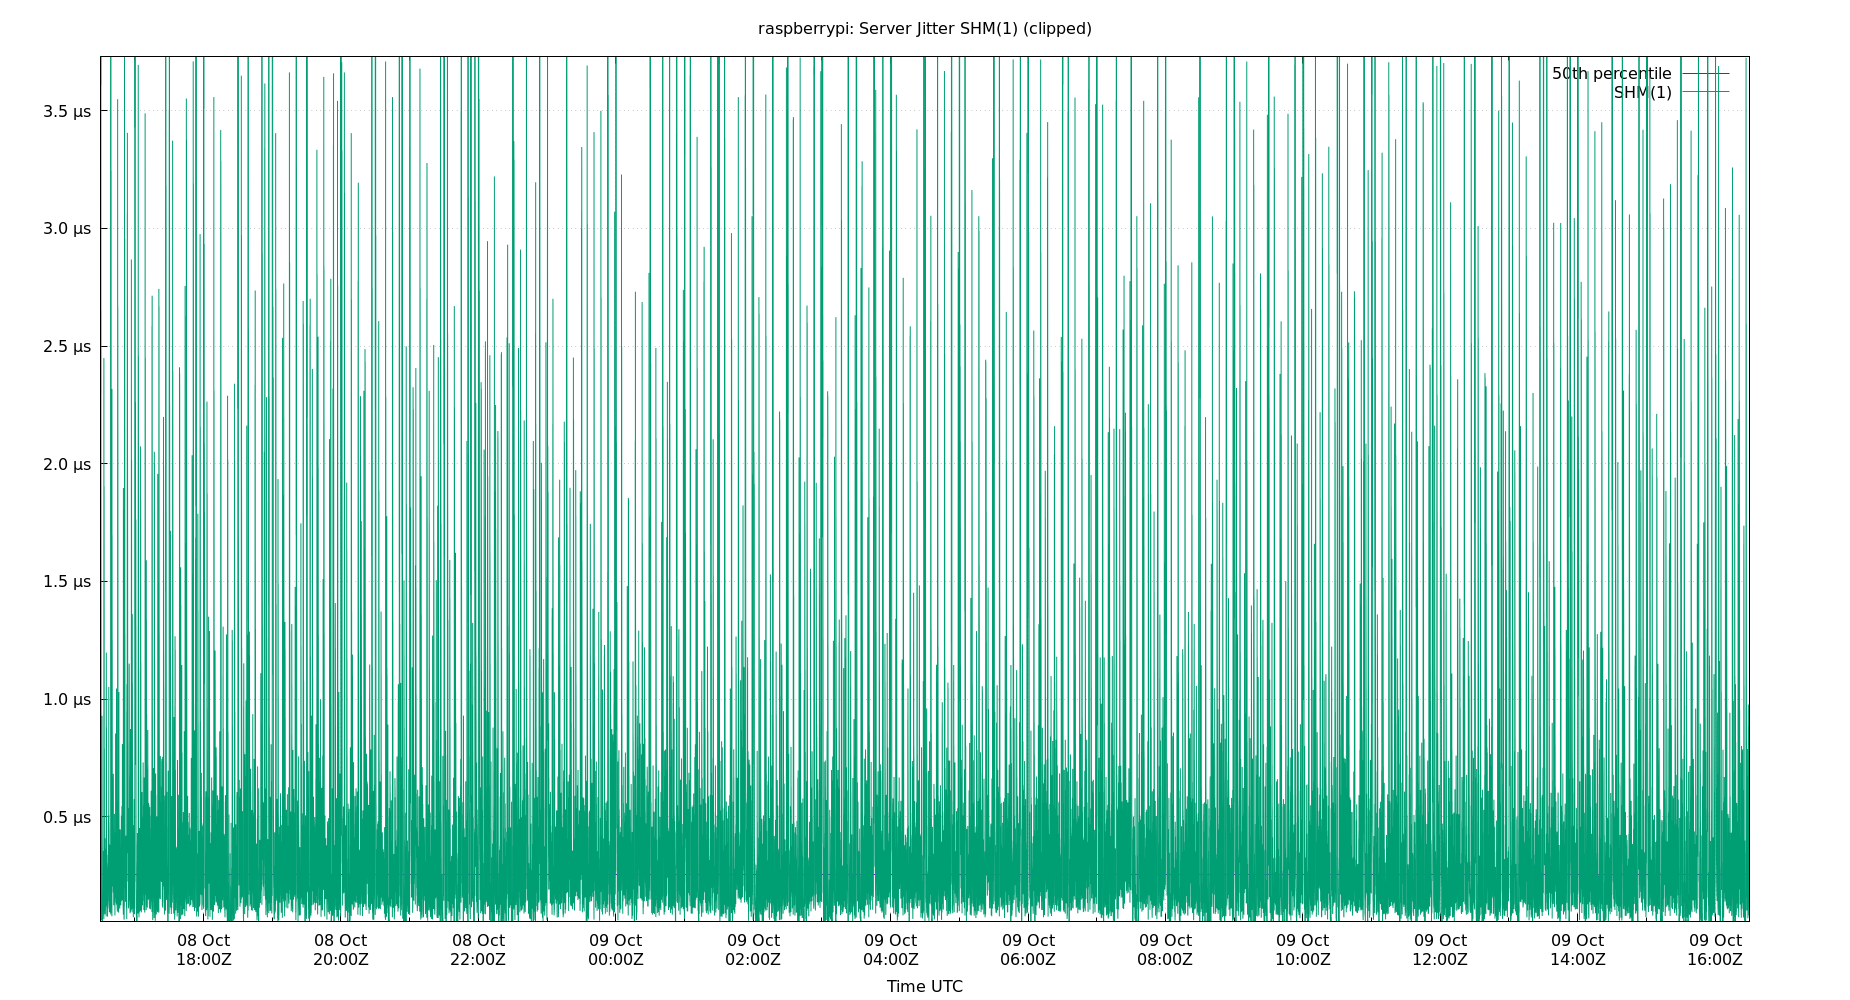 raspberrypi: Server Jitter SHM(1) (clipped)
50th percentile
SHM(1)
3.5 µs
3.0 µs
2.5 µs
2.0 µs
1.5 µs
1.0 µs
0.5 µs
08 Oct 08 Oct 08 Oct 09 Oct 09 Oct 09 Oct 09 Oct 09 Oct 09 Oct 09 Oct 09 Oct 09 Oct
18:00Z 20:00Z 22:00Z 00:00Z 02:00Z 04:00Z 06:00Z 08:00Z 10:00Z 12:00Z 14:00Z 16:00Z
Time UTC